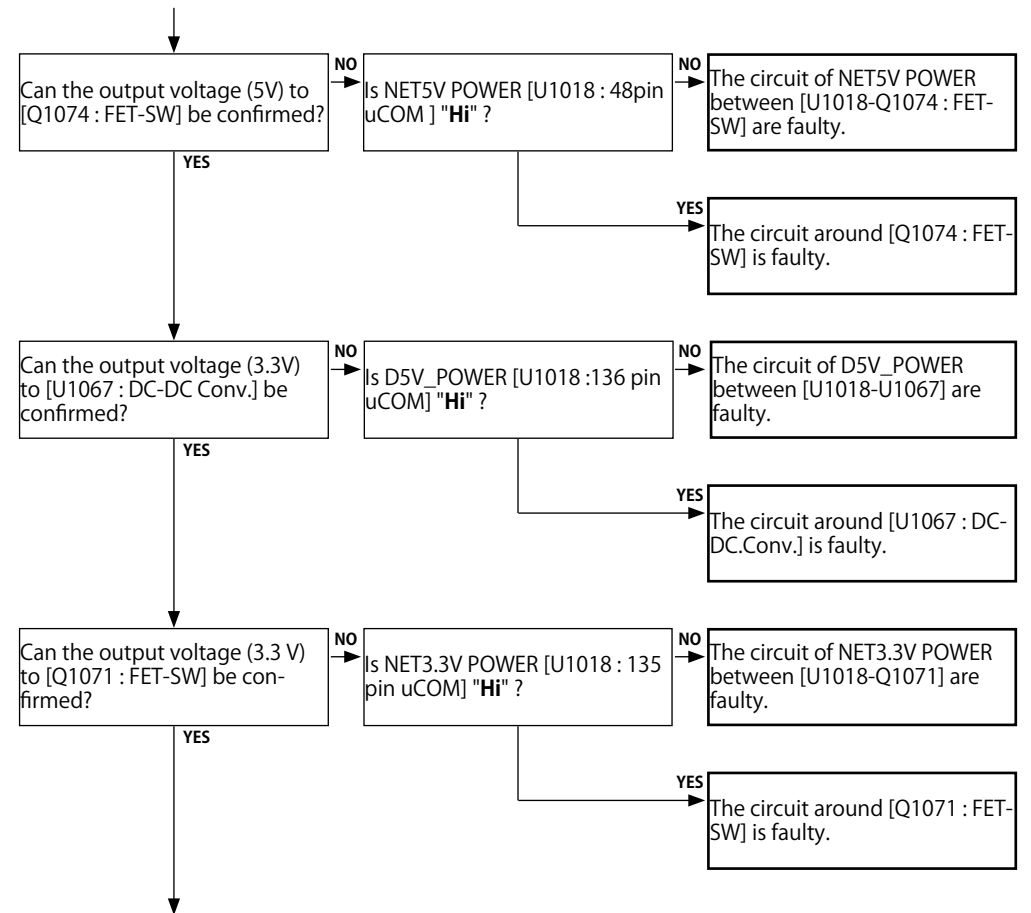 Can the output voltage (5V) to
[Q1074 : FET-SW] be confirmed?
NO
Is NET5V POWER [U1018 : 48pin
uCOM ] "Hi" ?
NO
The circuit of NET5V POWER
between [U1018-Q1074 : FET-
SW] are faulty.
YES
YES
The circuit around [Q1074 : FET-
SW] is faulty.
Can the output voltage (3.3V)
to [U1067 : DC-DC Conv.] be
confirmed?
NO
Is D5V_POWER [U1018 :136 pin
uCOM] "Hi" ?
NO
The circuit of D5V_POWER
between [U1018-U1067] are
faulty.
YES
YES
The circuit around [U1067 : DC-
DC.Conv.] is faulty.
Can the output voltage (3.3 V)
to [Q1071 : FET-SW] be con-
firmed?
NO
Is NET3.3V POWER [U1018 : 135
pin uCOM] "Hi" ?
NO
The circuit of NET3.3V POWER
between [U1018-Q1071] are
faulty.
YES
YES
The circuit around [Q1071 : FET-
SW] is faulty.